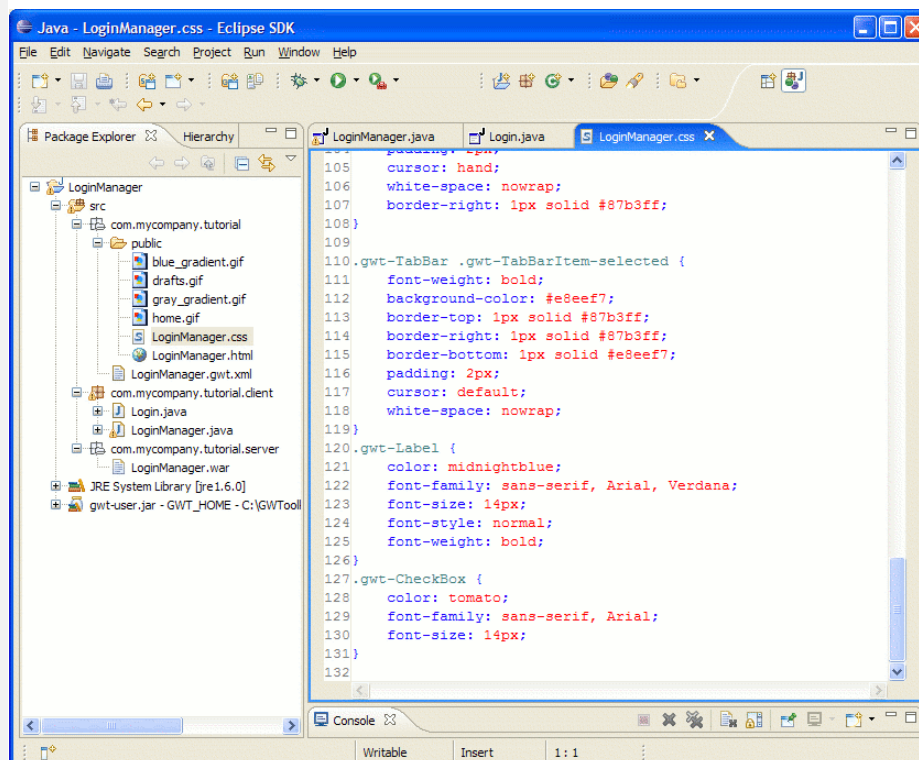 Java - LoginManager.css - Eclipse SDK
File Edit Navigate Search Project Run Window Help
Package Explorer Hierarchy
LoginManager
src
com.mycompany.tutorial
public
blue_gradient.gif
drafts.gif
gray_gradient.gif
home.gif
LoginManager.css
LoginManager.html
LoginManager.gwt.xml
com.mycompany.tutorial.client
Login.java
LoginManager.java
com.mycompany.tutorial.server
LoginManager.war
JRE System Library [jre1.6.0]
gwt-user.jar - GWT_HOME - C:\GWTool
LoginManager.java Login.java LoginManager.css
104 padding: 2px;
105 cursor: hand;
106 white-space: nowrap;
107 border-right: 1px solid #87b3ff;
108 }
109
110 .gwt-TabBar .gwt-TabBarItem-selected {
111 font-weight: bold;
112 background-color: #e8eef7;
113 border-top: 1px solid #87b3ff;
114 border-right: 1px solid #87b3ff;
115 border-bottom: 1px solid #e8eef7;
116 padding: 2px;
117 cursor: default;
118 white-space: nowrap;
119 }
120 .gwt-Label {
121 color: midnightblue;
122 font-family: sans-serif, Arial, Verdana;
123 font-size: 14px;
124 font-style: normal;
125 font-weight: bold;
126 }
127 .gwt-CheckBox {
128 color: tomato;
129 font-family: sans-serif, Arial;
130 font-size: 14px;
131 }
132
Console
Writable Insert 1 : 1